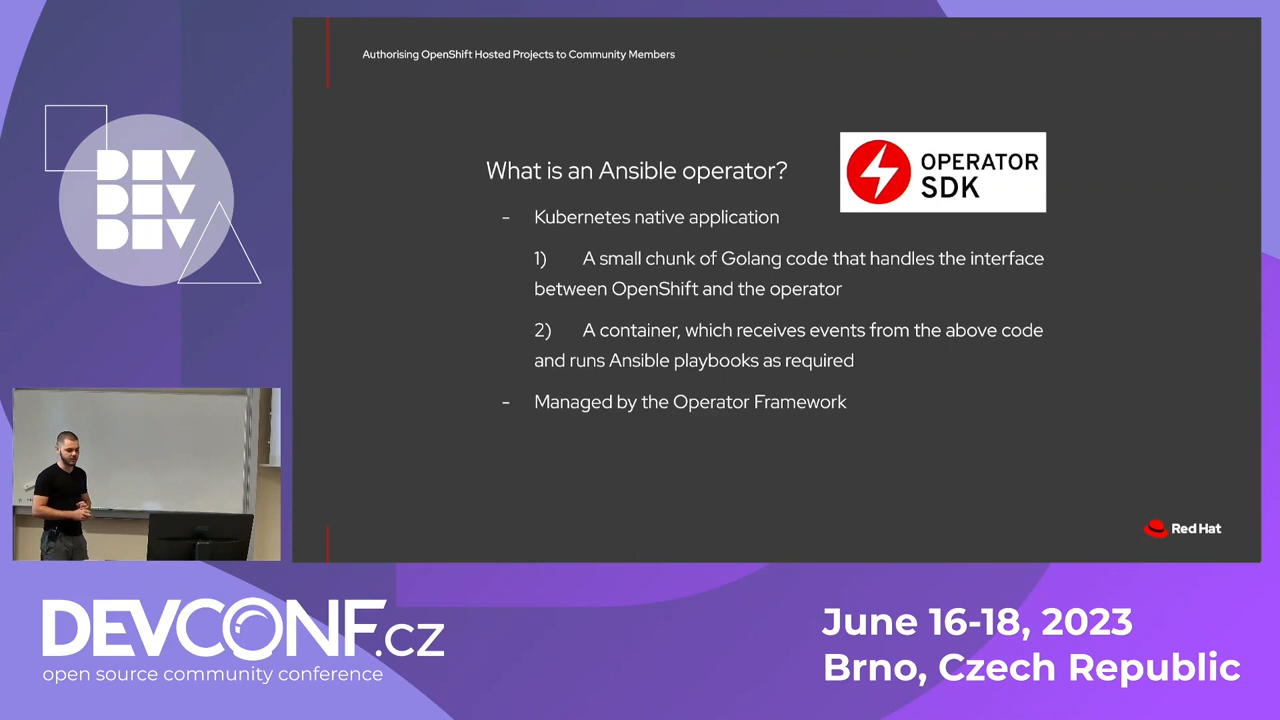 Authorising OpenShift Hosted Projects to Community Members
DEV
DEV
DEV
What is an Ansible operator?
OPERATOR
SDK
- Kubernetes native application
1) A small chunk of Golang code that handles the interface
between OpenShift and the operator
2) A container, which receives events from the above code
and runs Ansible playbooks as required
- Managed by the Operator Framework
Red Hat
DEVCONF.cz
open source community conference
June 16-18, 2023
Brno, Czech Republic